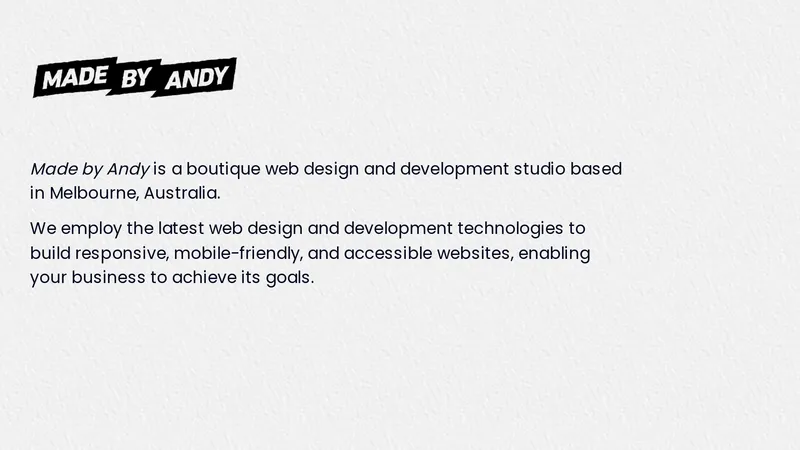 MADE BY ANDY
Made by Andy is a boutique web design and development studio based
in Melbourne, Australia.
We employ the latest web design and development technologies to
build responsive, mobile-friendly, and accessible websites, enabling
your business to achieve its goals.